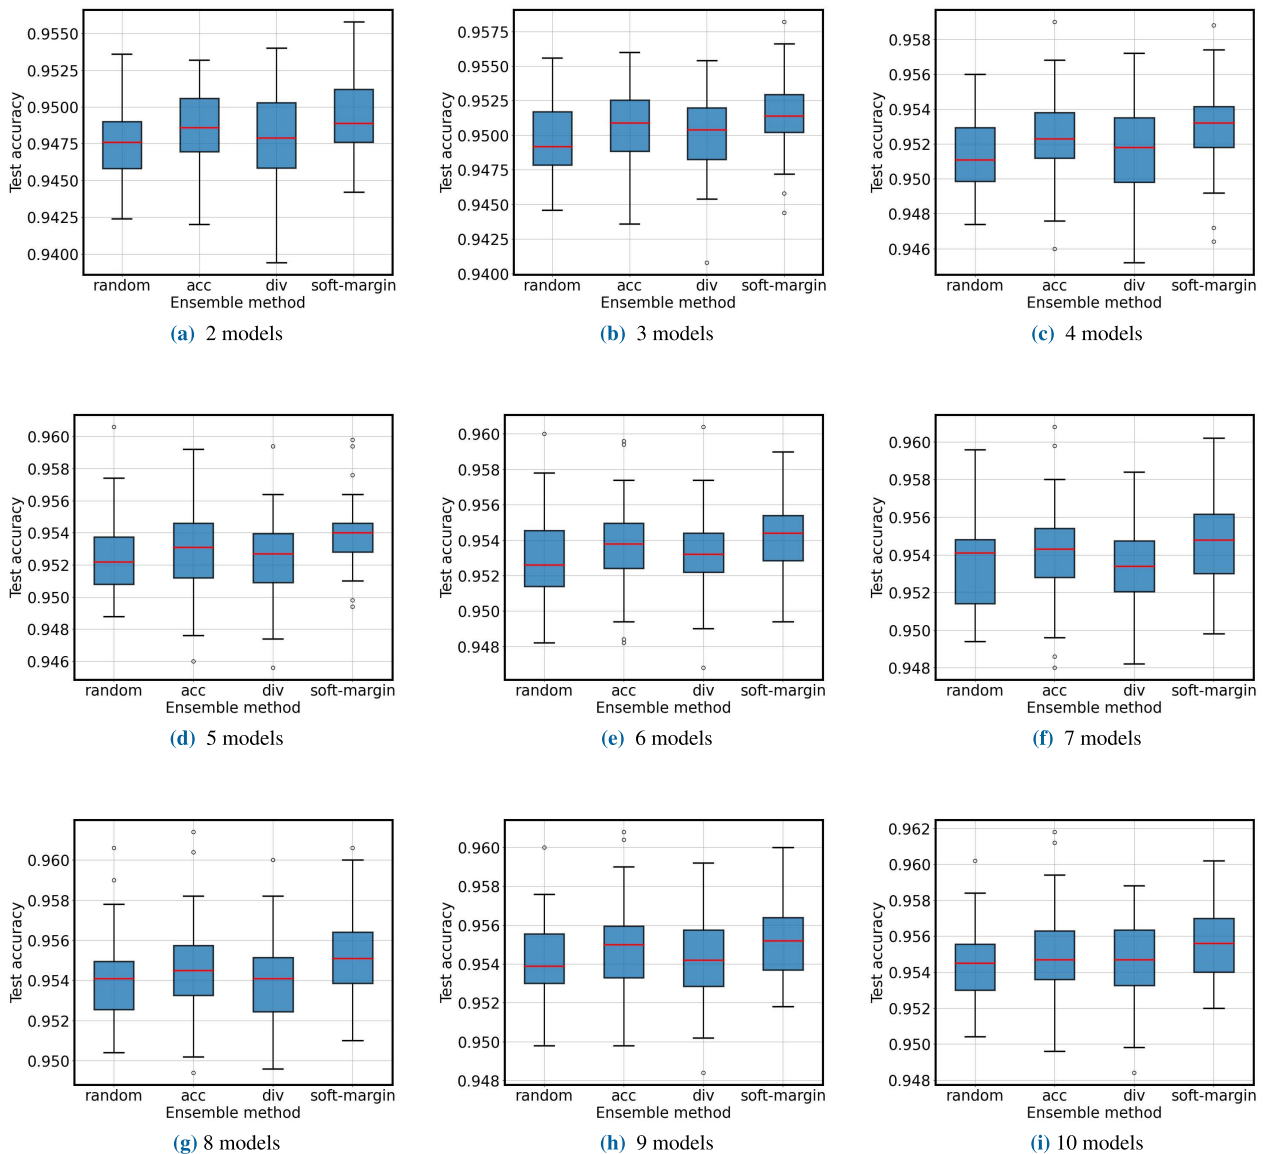 0.9550
0.9525
0.9500
0.9475
0.9450
0.9425
0.9400
Test accuracy
random acc div soft-margin
Ensemble method
(a) 2 models
0.9575
0.9550
0.9525
0.9500
0.9475
0.9450
0.9425
0.9400
Test accuracy
random acc div soft-margin
Ensemble method
(b) 3 models
0.958
0.956
0.954
0.952
0.950
0.948
0.946
Test accuracy
random acc div soft-margin
Ensemble method
(c) 4 models
0.960
0.958
0.956
0.954
0.952
0.950
0.948
0.946
Test accuracy
random acc div soft-margin
Ensemble method
(d) 5 models
0.960
0.958
0.956
0.954
0.952
0.950
0.948
Test accuracy
random acc div soft-margin
Ensemble method
(e) 6 models
0.960
0.958
0.956
0.954
0.952
0.950
0.948
Test accuracy
random acc div soft-margin
Ensemble method
(f) 7 models
0.960
0.958
0.956
0.954
0.952
0.950
Test accuracy
random acc div soft-margin
Ensemble method
(g) 8 models
0.960
0.958
0.956
0.954
0.952
0.950
0.948
Test accuracy
random acc div soft-margin
Ensemble method
(h) 9 models
0.962
0.960
0.958
0.956
0.954
0.952
0.950
0.948
Test accuracy
random acc div soft-margin
Ensemble method
(i) 10 models